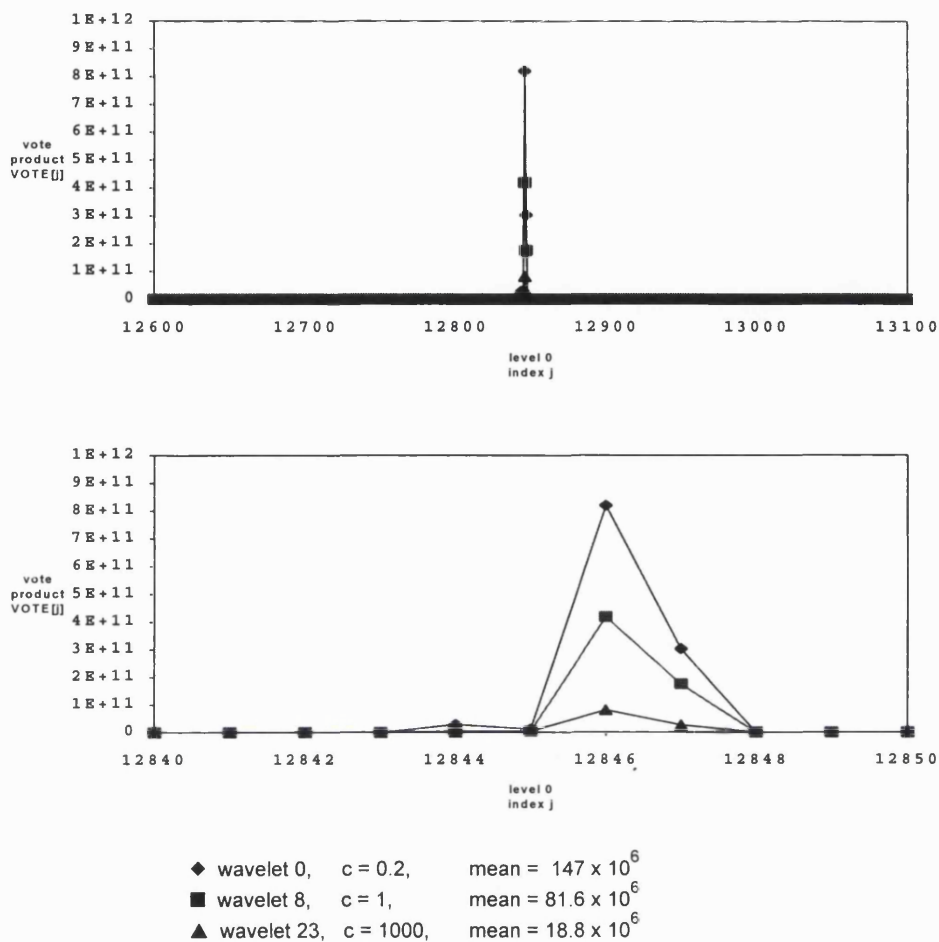 1E+12
9E+11
8E+11
7E+11
6E+11
5E+11
4E+11
3E+11
2E+11
1E+11
0
vote
product
VOTE[j]
12600 12700 12800 12900 13000 13100
level 0
index j
1E+12
9E+11
8E+11
7E+11
6E+11
5E+11
4E+11
3E+11
2E+11
1E+11
0
vote
product
VOTE[j]
12840 12842 12844 12846 12848 12850
level 0
index j
wavelet 0, c = 0.2, mean = 147 x 10^6
wavelet 8, c = 1, mean = 81.6 x 10^6
wavelet 23, c = 1000, mean = 18.8 x 10^6